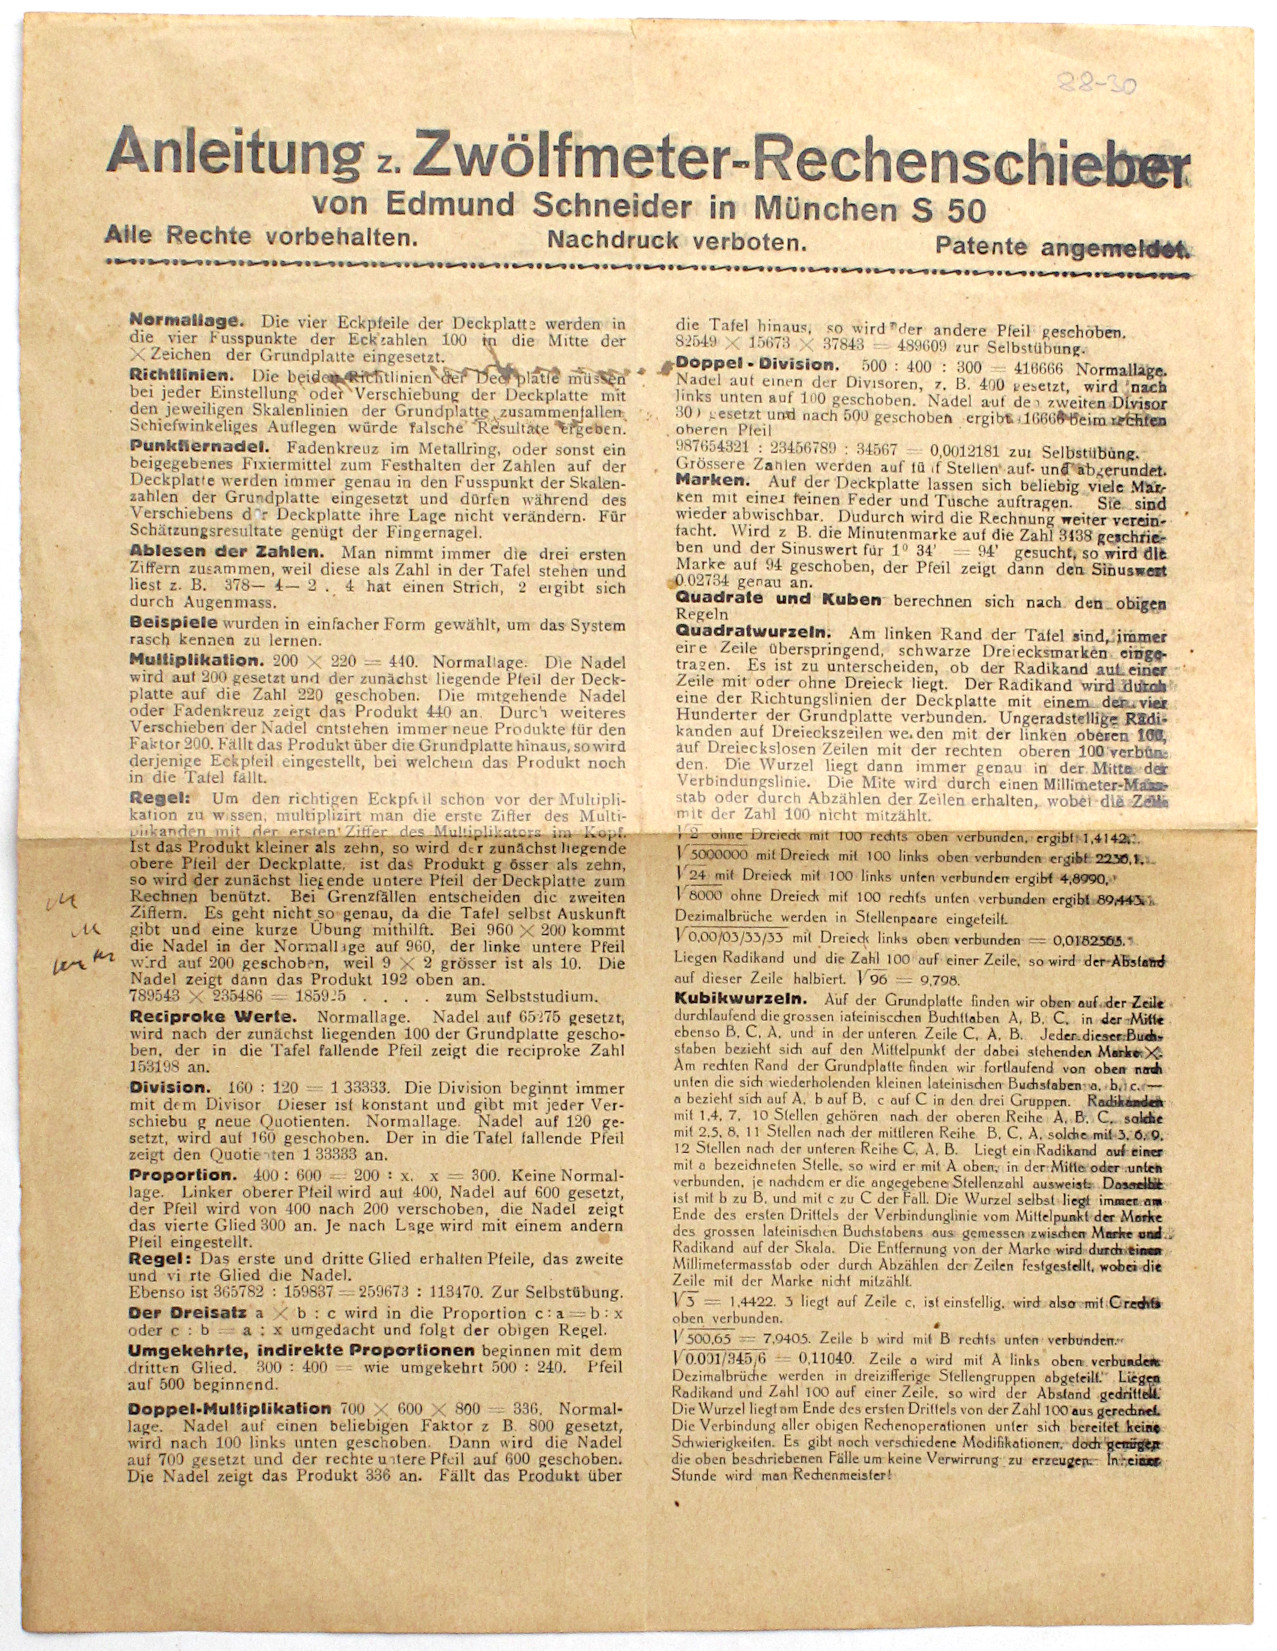 88-30
Anleitung z. Zwölfmeter-Rechenschieber
von Edmund Schneider in München S 50
Alle Rechte vorbehalten. Nachdruck verboten. Patente angemeldet.
Normallage. Die vier Eckpfeile der Deckplatte werden in
die vier Fusspunkte der Eckzahlen 100 in die Mitte der
× Zeichen der Grundplatte eingesetzt.
Richtlinien. Die beiden Richtlinien der Deckplatte müssen
bei jeder Einstellung oder Verschiebung der Deckplatte mit
den jeweiligen Skalenlinien der Grundplatte zusammenfallen.
Schiefwinkeliges Auflegen würde falsche Resultate ergeben.
Punktiernadel. Fadenkreuz im Metallring, oder sonst ein
beigegebenes Fixiermittel zum Festhalten der Zahlen auf der
Deckplatte werden immer genau in den Fusspunkt der Skalen-
zahlen der Grundplatte eingesetzt und dürfen während des
Verschiebens der Deckplatte ihre Lage nicht verändern. Für
Schätzungsresultate genügt der Fingernagel.
Ablesen der Zahlen. Man nimmt immer die drei ersten
Ziffern zusammen, weil diese als Zahl in der Tafel stehen und
liest z. B. 378— 4— 2 . 4 hat einen Strich, 2 ergibt sich
durch Augenmass.
Beispiele wurden in einfacher Form gewählt, um das System
rasch kennen zu lernen.
Multiplikation. 200 × 220 = 440. Normallage. Die Nadel
wird auf 200 gesetzt und der zunächst liegende Pfeil der Deck-
platte auf die Zahl 220 geschoben. Die mitgehende Nadel
oder Fadenkreuz zeigt das Produkt 440 an. Durch weiteres
Verschieben der Nadel entstehen immer neue Produkte für den
Faktor 200. Fällt das Produkt über die Grundplatte hinaus, so wird
derjenige Eckpfeil eingestellt, bei welchem das Produkt noch
in die Tafel fällt.
Regel: Um den richtigen Eckpfeil schon vor der Multipli-
kation zu wissen, multiplizirt man die erste Ziffer des Multi-
plikanden mit der ersten Ziffer des Multiplikators im Kopf.
Ist das Produkt kleiner als zehn, so wird der zunächst liegende
obere Pfeil der Deckplatte, ist das Produkt grösser als zehn,
so wird der zunächst liegende untere Pfeil der Deckplatte zum
Rechnen benützt. Bei Grenzfällen entscheiden die zweiten
Ziffern. Es geht nicht so genau, da die Tafel selbst Auskunft
gibt und eine kurze Übung mithilft. Bei 960 × 200 kommt
die Nadel in der Normallage auf 960, der linke untere Pfeil
wird auf 200 geschoben, weil 9 × 2 grösser ist als 10. Die
Nadel zeigt dann das Produkt 192 oben an.
789543 × 235486 = . . . . zum Selbststudium.
Reciproke Werte. Normallage. Nadel auf 65275 gesetzt,
wird nach der zunächst liegenden 100 der Grundplatte gescho-
ben, der in die Tafel fallende Pfeil zeigt die reciproke Zahl
153198 an.
Division. 160 : 120 = 1 33333. Die Division beginnt immer
mit dem Divisor Dieser ist konstant und gibt mit jeder Ver-
schiebung neue Quotienten. Normallage. Nadel auf 120 ge-
setzt, wird auf 160 geschoben. Der in die Tafel fallende Pfeil
zeigt den Quotienten 1 33333 an.
Proportion. 400 : 600 = 200 : x. x = 300. Keine Normal-
lage. Linker oberer Pfeil wird auf 400, Nadel auf 600 gesetzt,
der Pfeil wird von 400 nach 200 verschoben, die Nadel zeigt
das vierte Glied 300 an. Je nach Lage wird mit einem andern
Pfeil eingestellt.
Regel: Das erste und dritte Glied erhalten Pfeile, das zweite
und vierte Glied die Nadel.
Ebenso ist 365782 : 159837 = 259673 : 113470. Zur Selbstübung.
Der Dreisatz a × b : c wird in die Proportion c : a = b : x
oder c : b = a : x umgedacht und folgt der obigen Regel.
Umgekehrte, indirekte Proportionen beginnen mit dem
dritten Glied. 300 : 400 = wie umgekehrt 500 : 240. Pfeil
auf 500 beginnend.
Doppel-Multiplikation 700 × 600 × 800 = 336, Normal-
lage. Nadel auf einen beliebigen Faktor z B. 800 gesetzt,
wird nach 100 links unten geschoben. Dann wird die Nadel
auf 700 gesetzt und der rechte untere Pfeil auf 600 geschoben.
Die Nadel zeigt das Produkt 336 an. Fällt das Produkt über
die Tafel hinaus, so wird der andere Pfeil geschoben.
82549 × 15673 × 37843 = 489609 zur Selbstübung.
Doppel-Division. 500 : 400 : 300 = 416666 Normallage.
Nadel auf einen der Divisoren, z. B. 400 gesetzt, wird nach
links unten auf 100 geschoben. Nadel auf den zweiten Divisor
300 gesetzt und nach 500 geschoben ergibt beim rechten
oberen Pfeil
987654321 : 23456789 : 34567 = 0,0012181 zur Selbstübung.
Grössere Zahlen werden auf fünf Stellen auf- und abgerundet.
Marken. Auf der Deckplatte lassen sich beliebig viele Mar-
ken mit einer feinen Feder und Tusche auftragen. Sie sind
wieder abwischbar. Dudurch wird die Rechnung weiter verein-
facht. Wird z B. die Minutenmarke auf die Zahl 3438 geschrie-
ben und der Sinuswert für 1° 34' = 94' gesucht, so wird die
Marke auf 94 geschoben, der Pfeil zeigt dann den Sinuswert
0.02734 genau an.
Quadrate und Kuben berechnen sich nach den obigen
Regeln
Quadratwurzeln. Am linken Rand der Tafel sind, immer
eine Zeile überspringend, schwarze Dreiecksmarken einge-
tragen. Es ist zu unterscheiden, ob der Radikand auf einer
Zeile mit oder ohne Dreieck liegt. Der Radikand wird durch
eine der Richtungslinien der Deckplatte mit einem der vier
Hunderter der Grundplatte verbunden. Ungeradstellige Radi-
kanden auf Dreieckszeilen werden mit der linken oberen 100,
auf Dreieckslosen Zeilen mit der rechten oberen 100 verbun-
den. Die Wurzel liegt dann immer genau in der Mitte der
Verbindungslinie. Die Mite wird durch einen Millimeter-Mass-
stab oder durch Abzählen der Zeilen erhalten, wobei die Zeile
mit der Zahl 100 nicht mitzählt.
√2 ohne Dreieck mit 100 rechts oben verbunden, ergibt 1,4142.
√5000000 mit Dreieck mit 100 links oben verbunden ergibt 2236,1.
√24 mit Dreieck mit 100 links unten verbunden ergibt 4,8990,
√8000 ohne Dreieck mit 100 rechts unten verbunden ergibt 89,443.
Dezimalbrüche werden in Stellenpaare eingeteilt.
√0,00/03/33/33 mit Dreieck links oben verbunden = 0,0182565.
Liegen Radikand und die Zahl 100 auf einer Zeile, so wird der Abstand
auf dieser Zeile halbiert. √96 = 9,798.
Kubikwurzeln. Auf der Grundplatte finden wir oben auf der Zeile
durchlaufend die grossen lateinischen Buchstaben A, B, C, in der Mitte
ebenso B, C, A, und in der unteren Zeile C, A, B. Jeder dieser Buch-
staben bezieht sich auf den Mittelpunkt der dabei stehenden Marke ×.
Am rechten Rand der Grundplatte finden wir fortlaufend von oben nach
unten die sich wiederholenden kleinen lateinischen Buchstaben a, b, c. —
a bezieht sich auf A, b auf B, c auf C in den drei Gruppen. Radikanden
mit 1, 4, 7, 10 Stellen gehören nach der oberen Reihe A, B, C, solche
mit 2, 5, 8, 11 Stellen nach der mittleren Reihe B, C, A, solche mit 3, 6, 9,
12 Stellen nach der unteren Reihe C, A, B. Liegt ein Radikand auf einer
mit a bezeichneten Stelle, so wird er mit A oben, in der Mitte oder unten
verbunden, je nachdem er die angegebene Stellenzahl ausweist. Dasselbe
ist mit b zu B, und mit c zu C der Fall. Die Wurzel selbst liegt immer am
Ende des ersten Drittels der Verbindunglinie vom Mittelpunkt der Marke
des grossen lateinischen Buchstabens aus gemessen zwischen Marke und
Radikand auf der Skala. Die Entfernung von der Marke wird durch einen
Millimetermasstab oder durch Abzählen der Zeilen festgestellt, wobei die
Zeile mit der Marke nicht mitzählt.
√3 = 1,4422. 3 liegt auf Zeile c, ist einstellig, wird also mit C rechts
oben verbunden.
√500,65 = 7,9405. Zeile b wird mit B rechts unten verbunden.
√0.001/345,6 = 0,11040. Zeile a wird mit A links oben verbunden
Dezimalbrüche werden in dreizifferige Stellengruppen abgeteilt. Liegen
Radikand und Zahl 100 auf einer Zeile, so wird der Abstand gedrittelt.
Die Wurzel liegt am Ende des ersten Drittels von der Zahl 100 aus gerechnet.
Die Verbindung aller obigen Rechenoperationen unter sich bereitet keine
Schwierigkeiten. Es gibt noch verschiedene Modifikationen, doch genügen
die oben beschriebenen Fälle um keine Verwirrung zu erzeugen. In einer
Stunde wird man Rechenmeister!